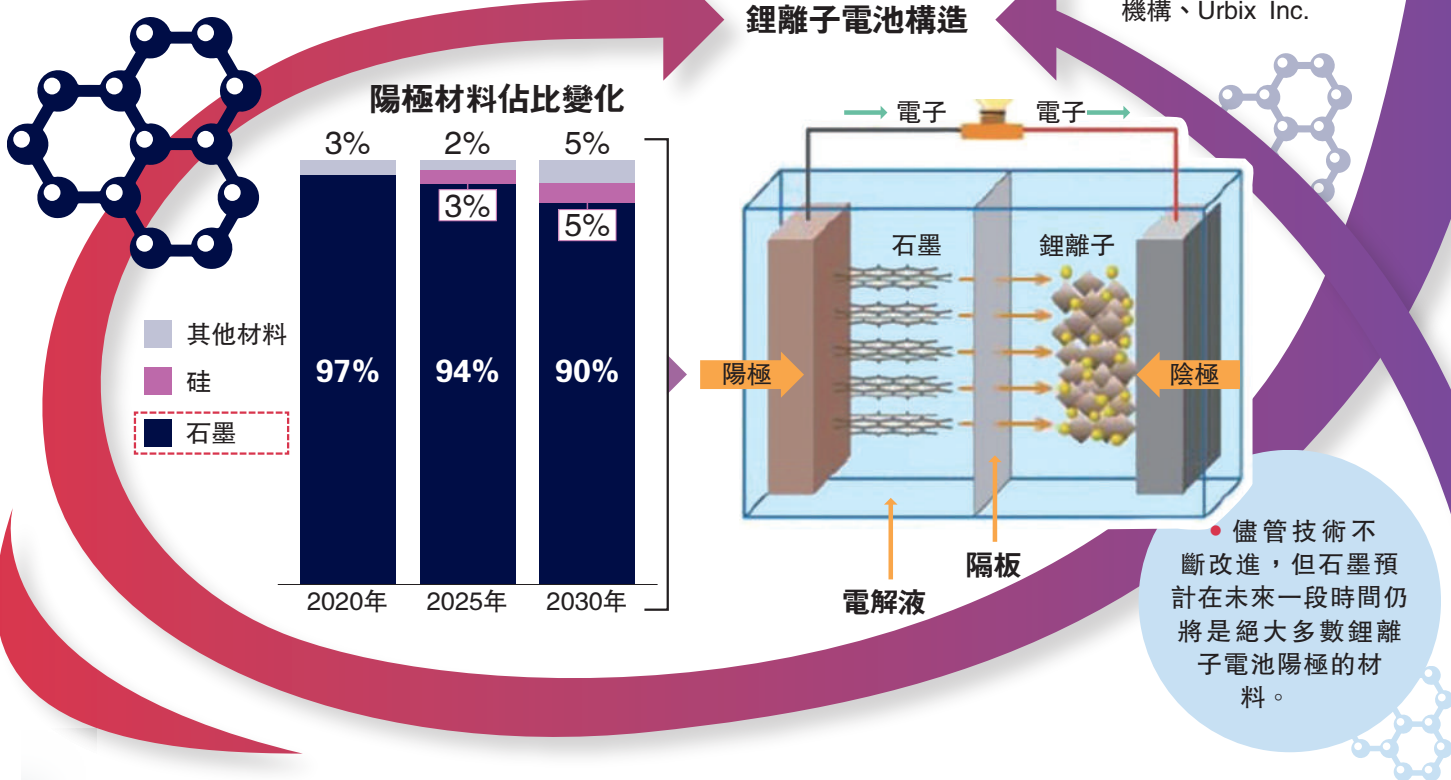 機構、Urbix Inc.
鋰離子電池構造
陽極材料佔比變化
3%
2%
5%
3%
5%
97%
94%
90%
其他材料
硅
石墨
2020年
2025年
2030年
電子
電子
石墨
鋰離子
陽極
陰極
隔板
電解液
• 儘管技術不
斷改進,但石墨預
計在未來一段時間仍
將是絕大多數鋰離
子電池陽極的材
料。